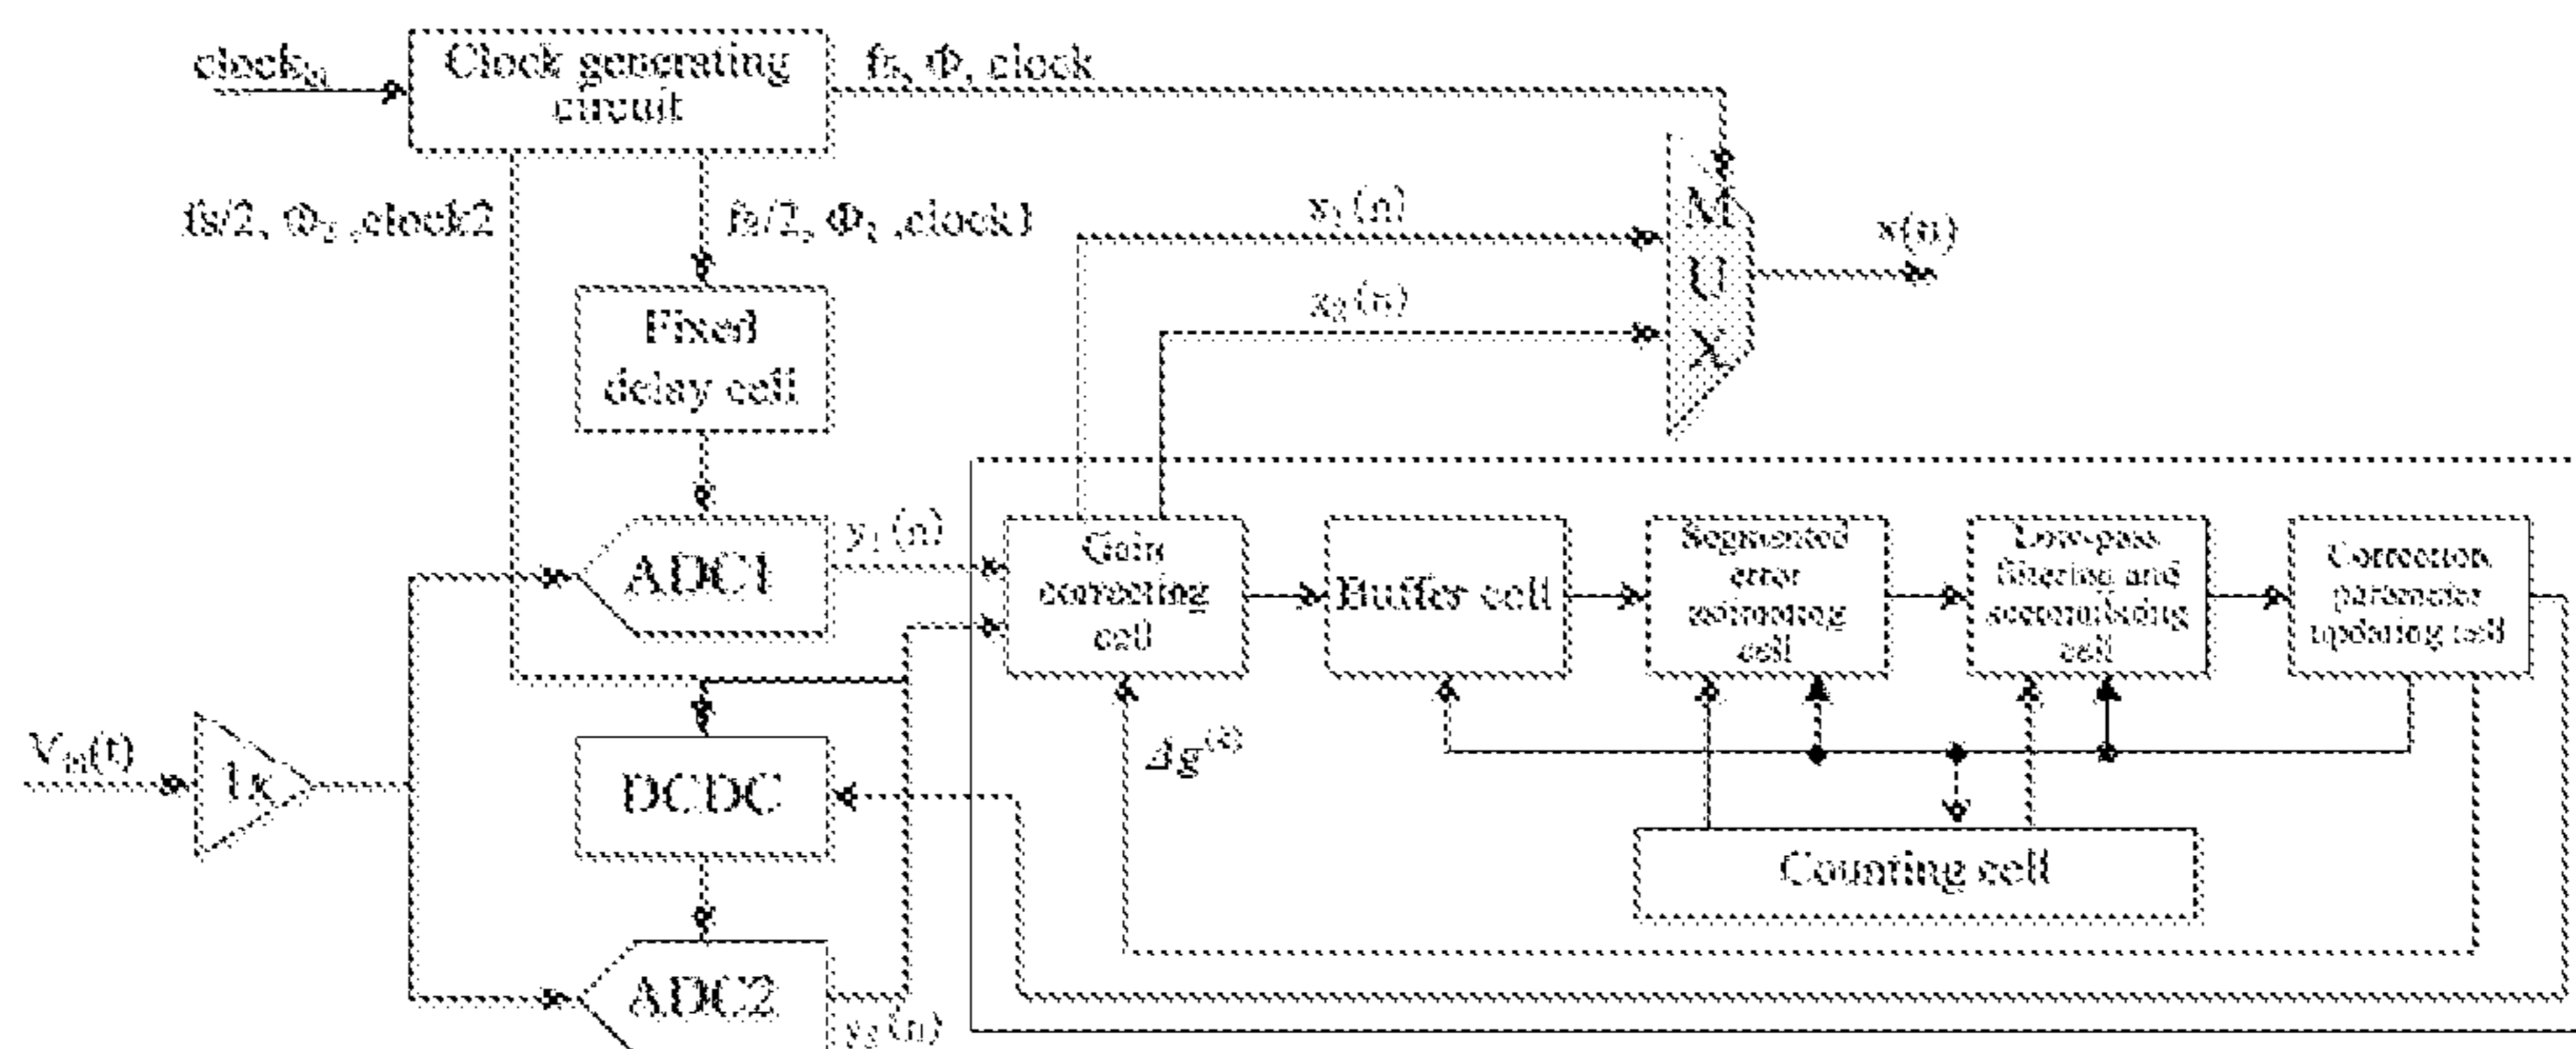 clock_in
Clock generating
circuit
fs, Φ, clock
fs/2, Φ₂ ,clock2
fs/2, Φ₁ ,clock1
Fixed
delay cell
x₁(n)
x₂(n)
M
U
X
x(n)
ADC1
y₁(n)
Gain
correcting
cell
Buffer cell
Segmented
error
estimating
cell
Low-pass
filtering and
accumulating
cell
Correction
parameter
updating cell
V_in(t)
1x
DCDC
Δg
Counting cell
ADC2
y₂(n)